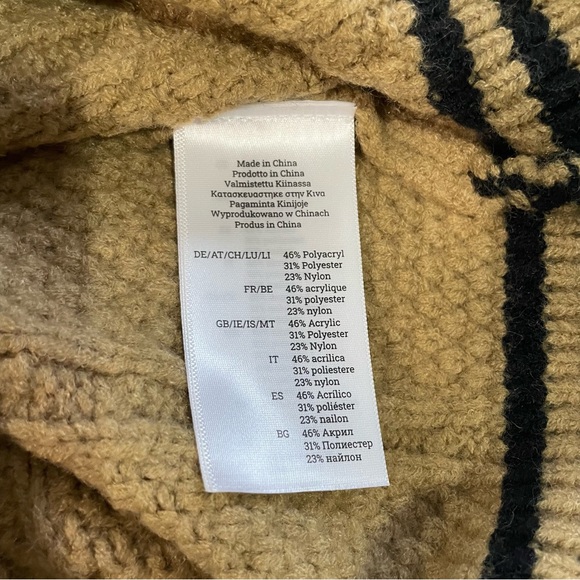 Made in China
Prodotto in China
Valmistettu Kiinassa
Κατασκευαστηκε στην Κινα
Pagaminta Kinijoje
Wyprodukowano w Chinach
Produs in China
DE/AT/CH/LU/LI 46% Polyacryl
31% Polyester
23% Nylon
FR/BE 46% acrylique
31% polyester
23% nylon
GB/IE/IS/MT 46% Acrylic
31% Polyester
23% Nylon
IT 46% acrilica
31% poliestere
23% nylon
ES 46% Acrílico
31% poliéster
23% nailon
BG 46% Акрил
31% Полиестер
23% найлон